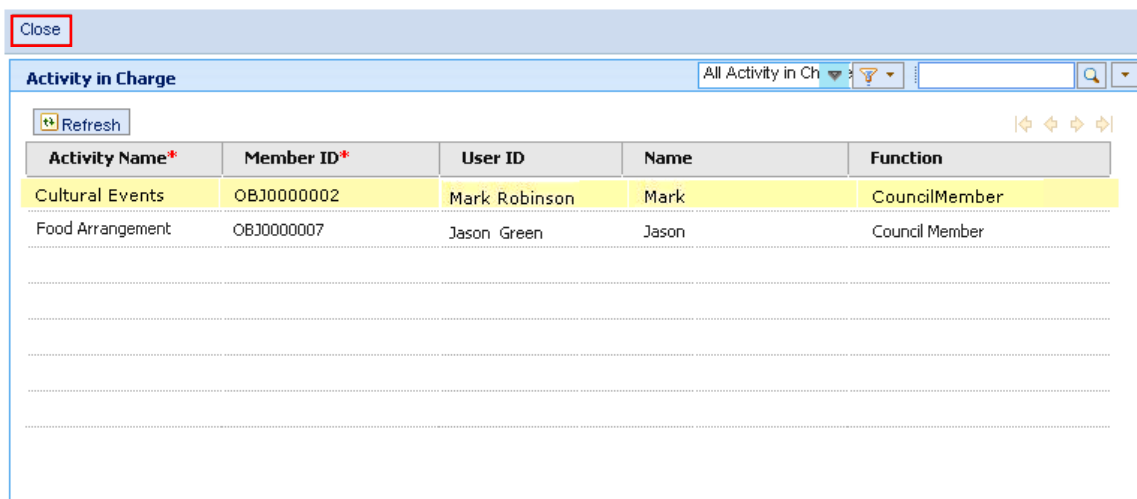 Close
Activity in Charge All Activity in Ch
Refresh
Activity Name* Member ID* User ID Name Function
Cultural Events OBJ0000002 Mark Robinson Mark CouncilMember
Food Arrangement OBJ0000007 Jason Green Jason Council Member